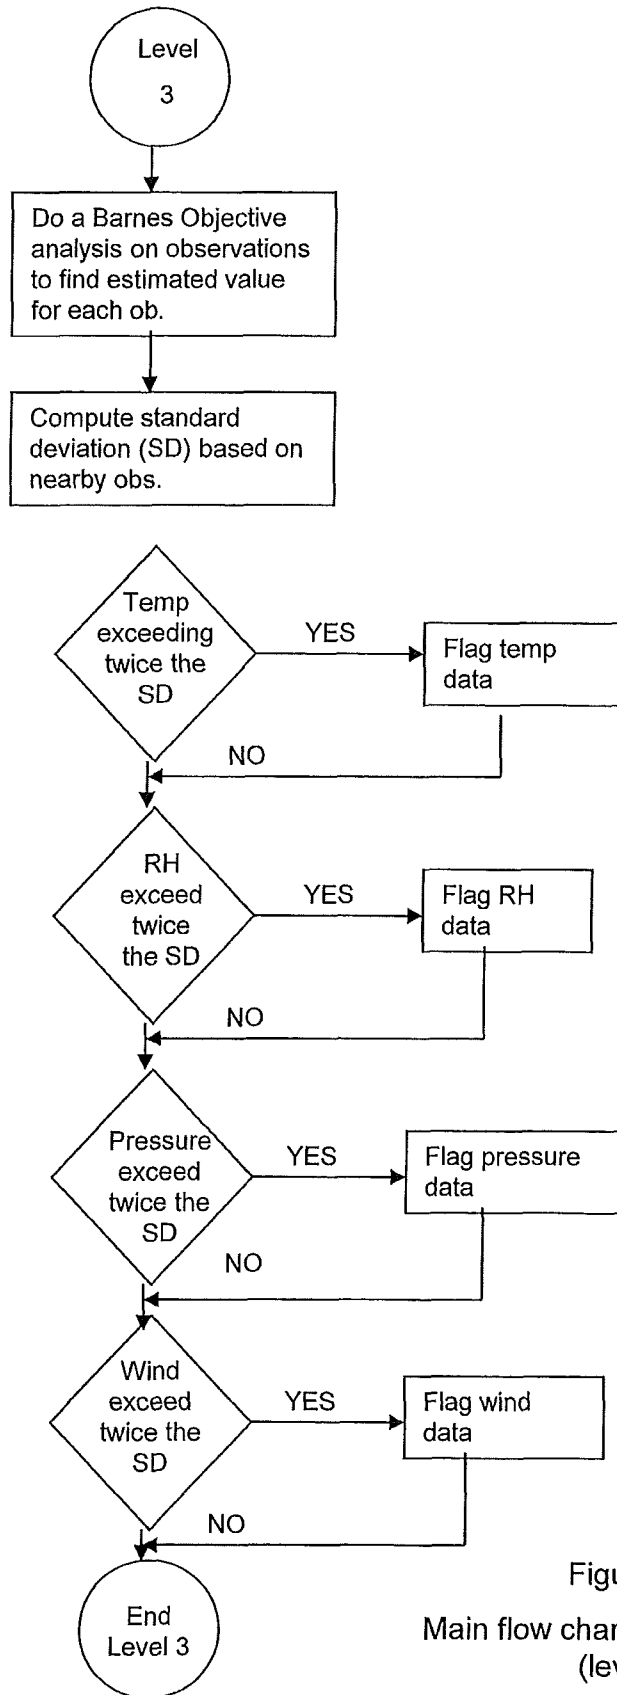 Level
3
Do a Barnes Objective
analysis on observations
to find estimated value
for each ob.
Compute standard
deviation (SD) based on
nearby obs.
Temp
exceeding
twice the
SD
YES
Flag temp
data
NO
RH
exceed
twice
the SD
YES
Flag RH
data
NO
Pressure
exceed
twice the
SD
YES
Flag pressure
data
NO
Wind
exceed
twice the
SD
YES
Flag wind
data
NO
End
Level 3
Main flow